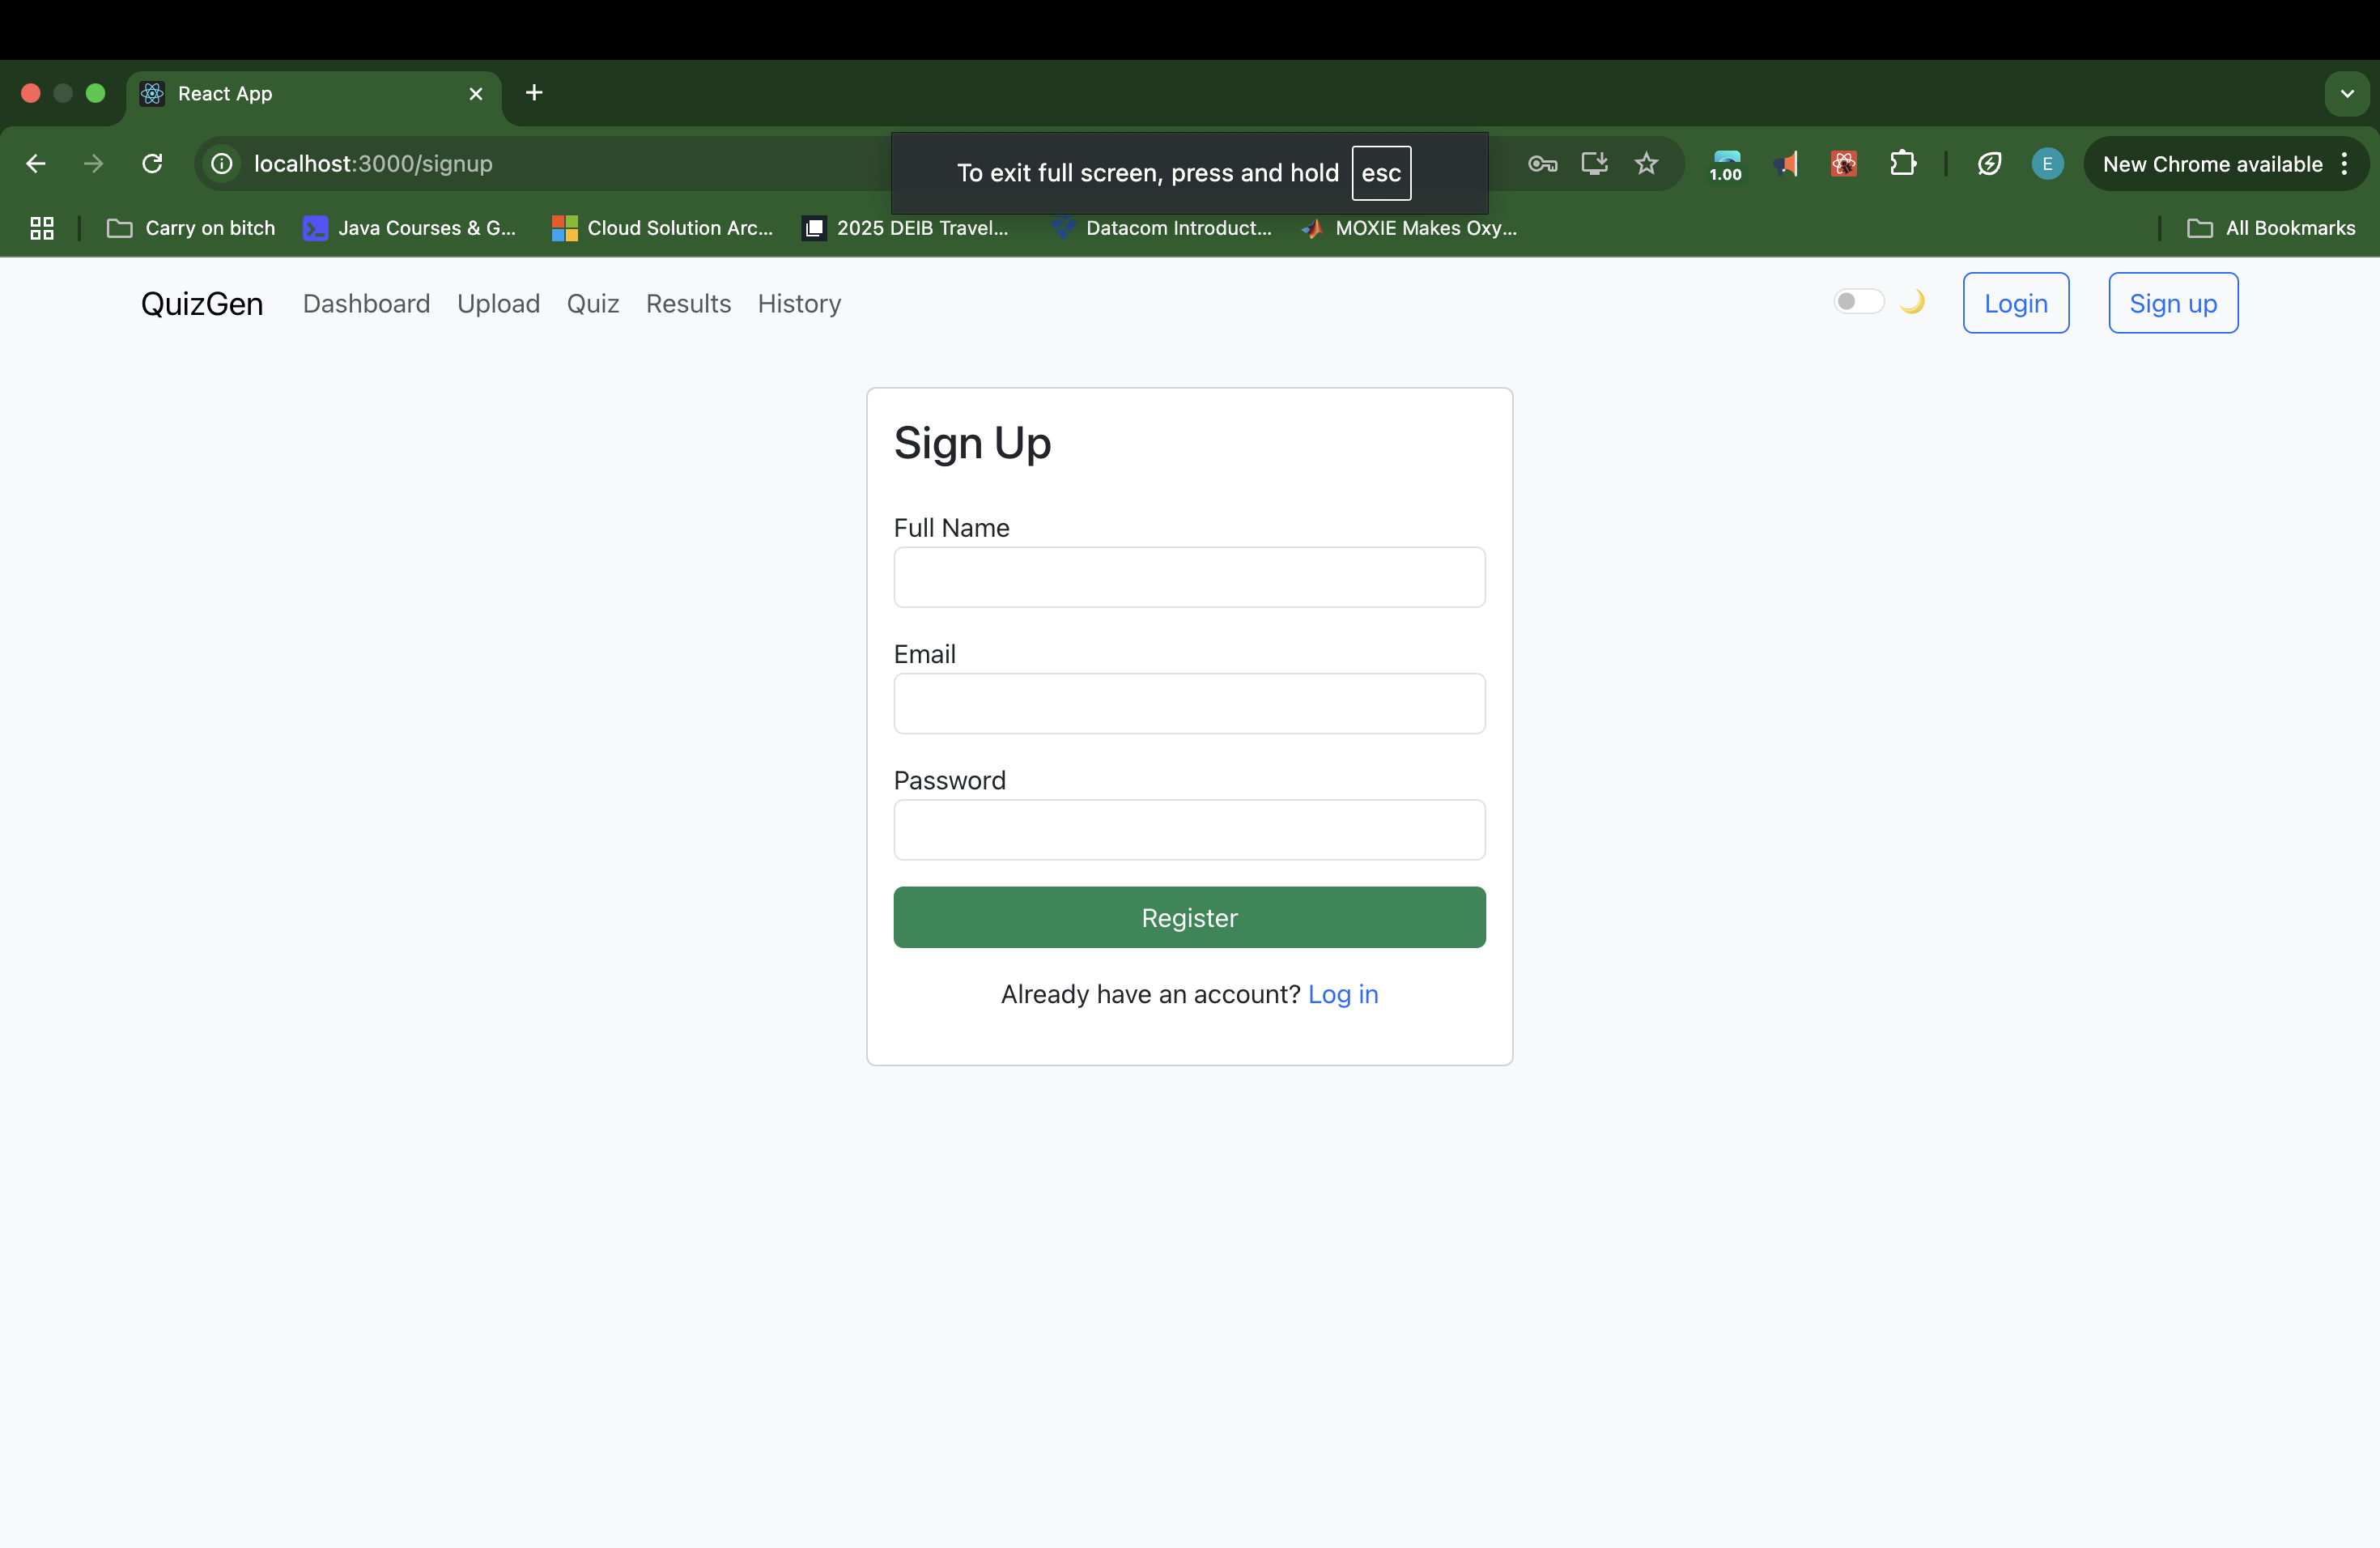 React App
localhost:3000/signup
To exit full screen, press and hold esc
1.00
E
New Chrome available
Carry on bitch
Java Courses & G...
Cloud Solution Arc...
2025 DEIB Travel...
Datacom Introduct...
MOXIE Makes Oxy...
All Bookmarks
QuizGen Dashboard Upload Quiz Results History Login Sign up
Sign Up
Full Name
Email
Password
Register
Already have an account? Log in